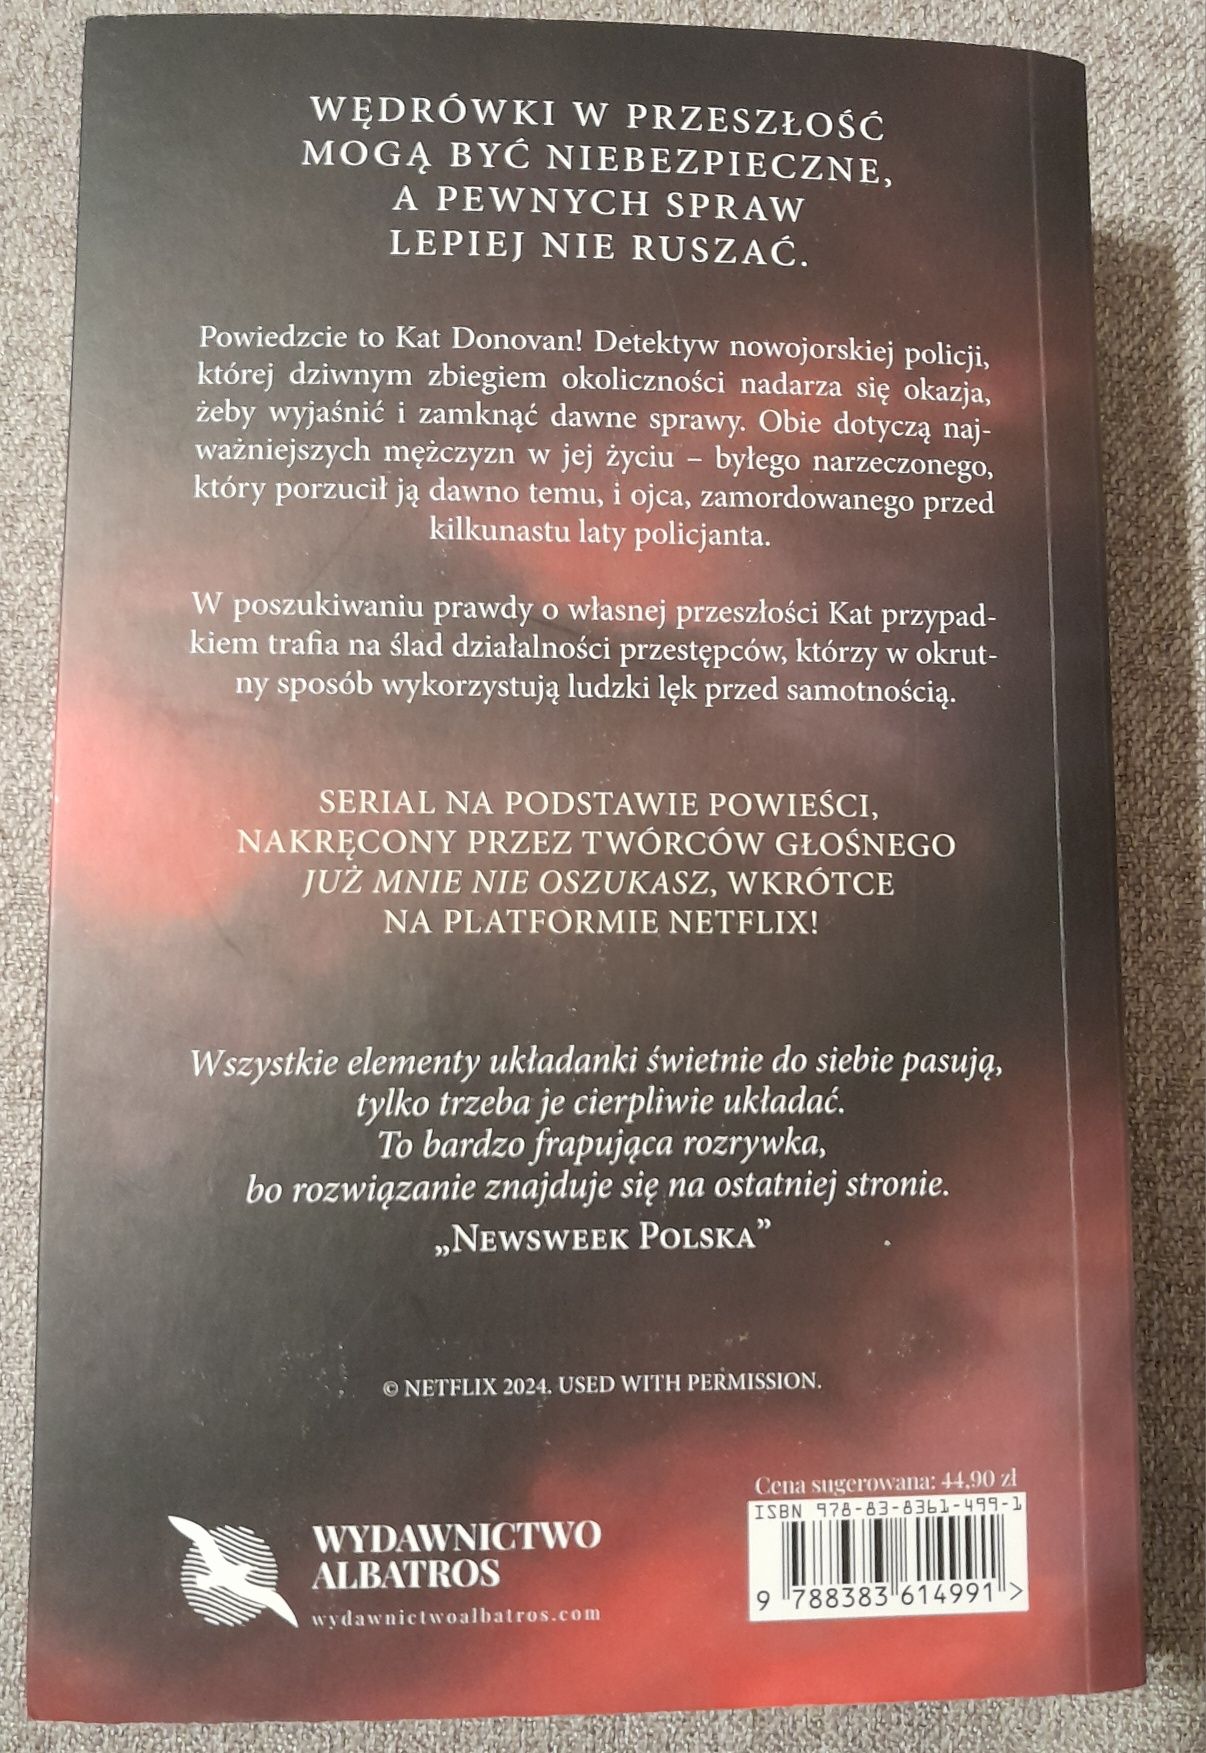 WĘDRÓWKI W PRZESZŁOŚĆ
MOGĄ BYĆ NIEBEZPIECZNE,
A PEWNYCH SPRAW
LEPIEJ NIE RUSZAĆ.
Powiedzcie to Kat Donovan! Detektyw nowojorskiej policji,
której dziwnym zbiegiem okoliczności nadarza się okazja,
żeby wyjaśnić i zamknąć dawne sprawy. Obie dotyczą naj-
ważniejszych mężczyzn w jej życiu – byłego narzeczonego,
który porzucił ją dawno temu, i ojca, zamordowanego przed
kilkunastu laty policjanta.
W poszukiwaniu prawdy o własnej przeszłości Kat przypad-
kiem trafia na ślad działalności przestępców, którzy w okrut-
ny sposób wykorzystują ludzki lęk przed samotnością.
SERIAL NA PODSTAWIE POWIEŚCI,
NAKRĘCONY PRZEZ TWÓRCÓW GŁOŚNEGO
JUŻ MNIE NIE OSZUKASZ, WKRÓTCE
NA PLATFORMIE NETFLIX!
Wszystkie elementy układanki świetnie do siebie pasują,
tylko trzeba je cierpliwie układać.
To bardzo frapująca rozrywka,
bo rozwiązanie znajduje się na ostatniej stronie.
„NEWSWEEK POLSKA”
© NETFLIX 2024. USED WITH PERMISSION.
Cena sugerowana: 44,90 zł
ISBN 978-83-8361-499-1
9 788383 614991 >
WYDAWNICTWO
ALBATROS
wydawnictwoalbatros.com